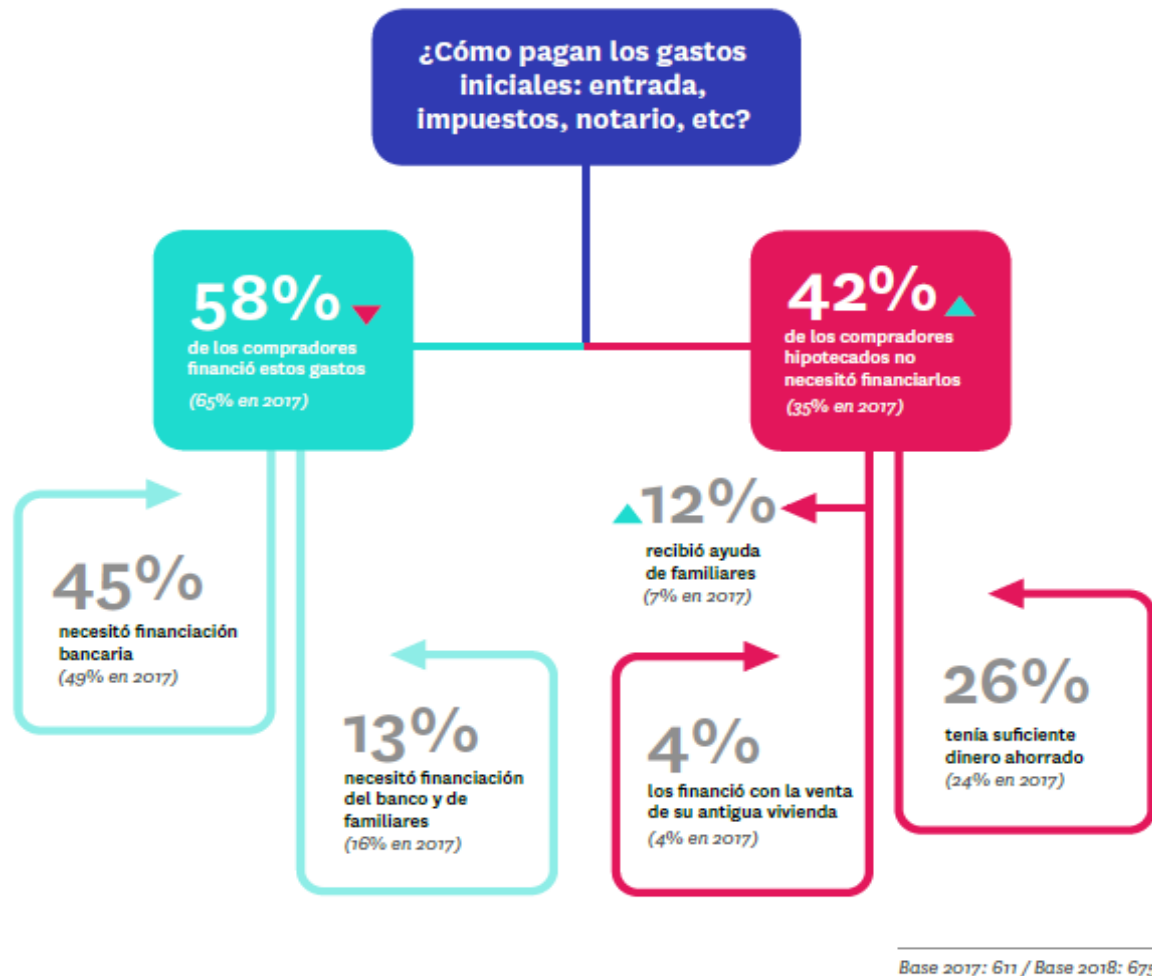 ¿Cómo pagan los gastos
iniciales: entrada,
impuestos, notario, etc?
58%
de los compradores
financió estos gastos
(65% en 2017)
42%
de los compradores
hipotecados no
necesitó financiarlos
(35% en 2017)
45%
necesitó financiación
bancaria
(49% en 2017)
13%
necesitó financiación
del banco y de
familiares
(16% en 2017)
12%
recibió ayuda
de familiares
(7% en 2017)
4%
los financió con la venta
de su antigua vivienda
(4% en 2017)
26%
tenía suficiente
dinero ahorrado
(24% en 2017)
Base 2017: 611 / Base 2018: 675